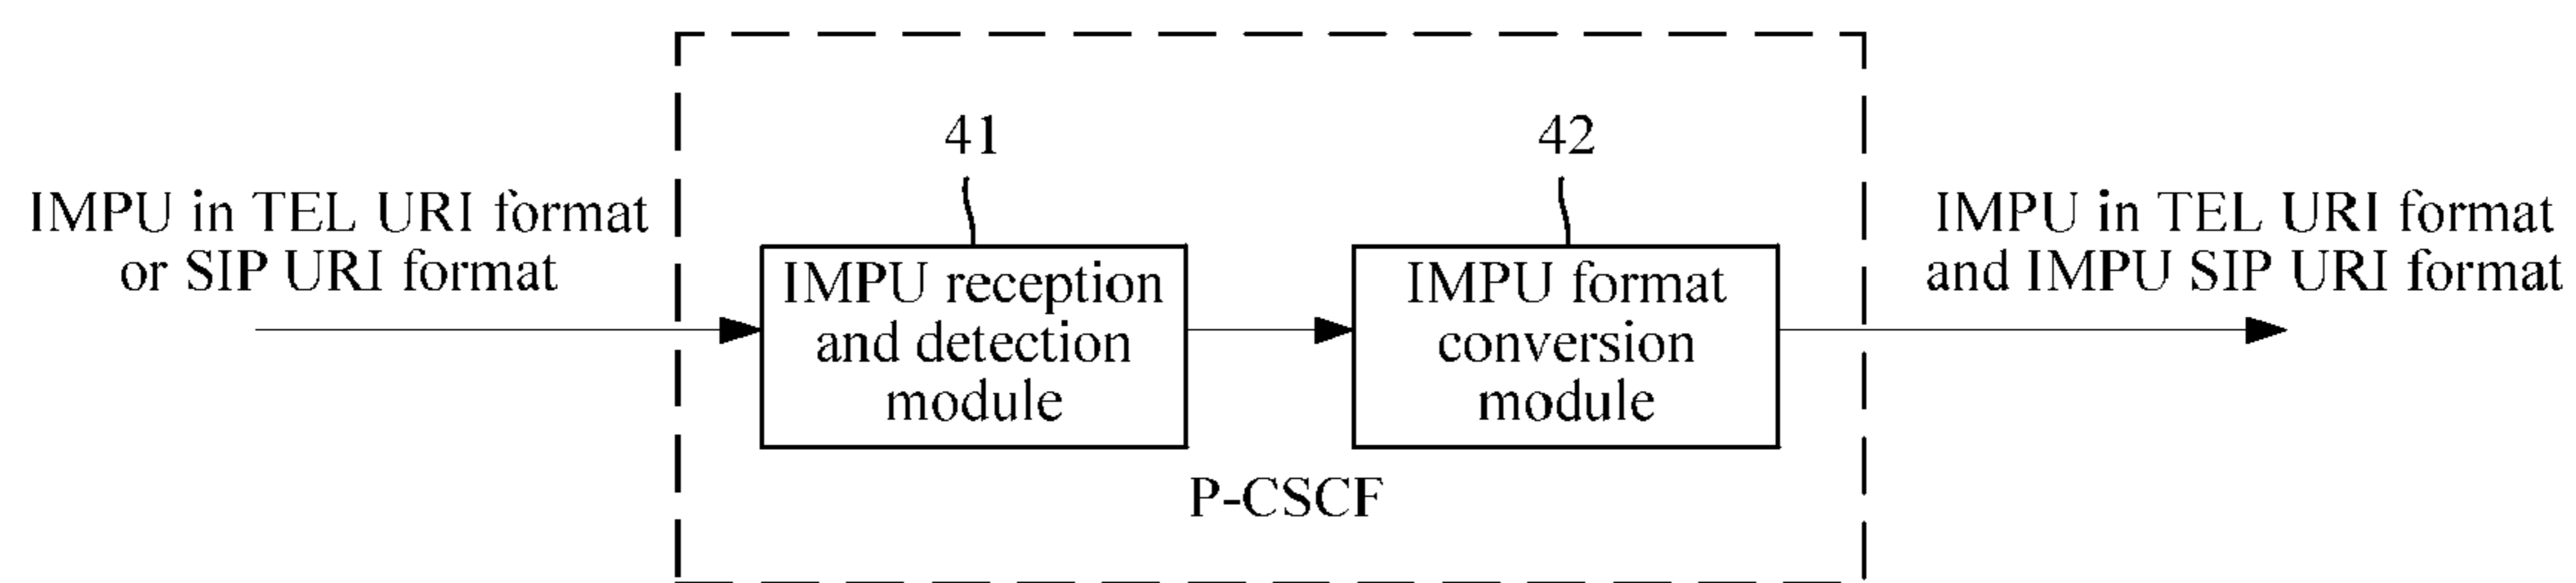 41
42
IMPU in TEL URI format
or SIP URI format
IMPU reception
and detection
module
IMPU format
conversion
module
IMPU in TEL URI format
and IMPU SIP URI format
P-CSCF